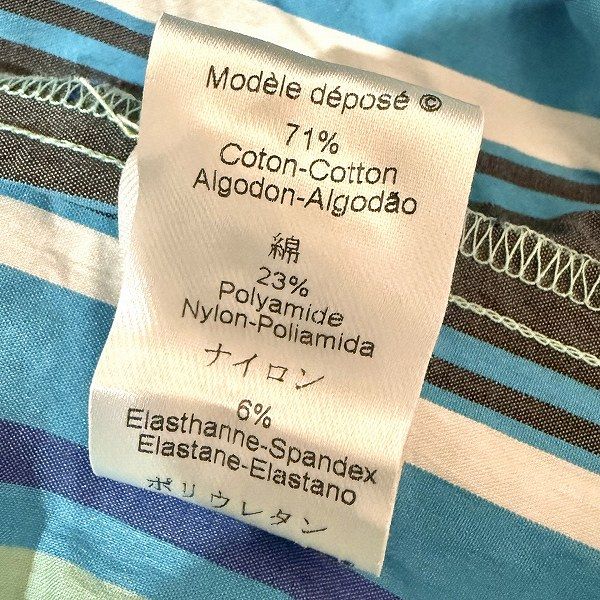 Modèle déposé ©
71%
Coton-Cotton
Algodon-Algodão
綿
23%
Polyamide
Nylon-Poliamida
ナイロン
6%
Elasthanne-Spandex
Elastane-Elastano
ポリウレタン